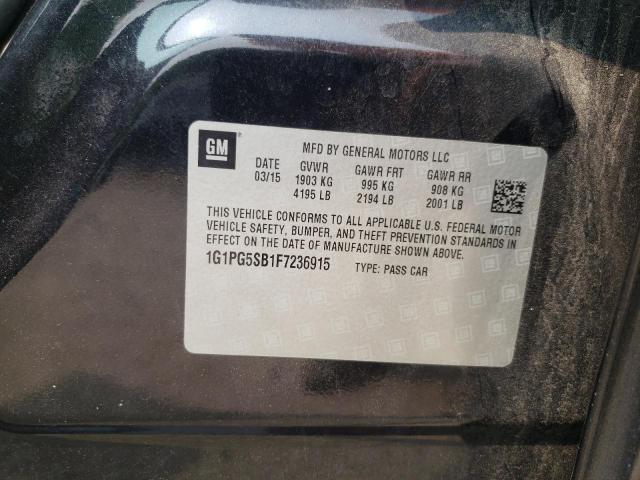 GM
MFD BY GENERAL MOTORS LLC
DATE GVWR GAWR FRT GAWR RR
03/15 1903 KG 995 KG 908 KG
4195 LB 2194 LB 2001 LB
THIS VEHICLE CONFORMS TO ALL APPLICABLE U.S. FEDERAL MOTOR
VEHICLE SAFETY, BUMPER, AND THEFT PREVENTION STANDARDS IN
EFFECT ON THE DATE OF MANUFACTURE SHOWN ABOVE.
1G1PG5SB1F7236915 TYPE: PASS CAR